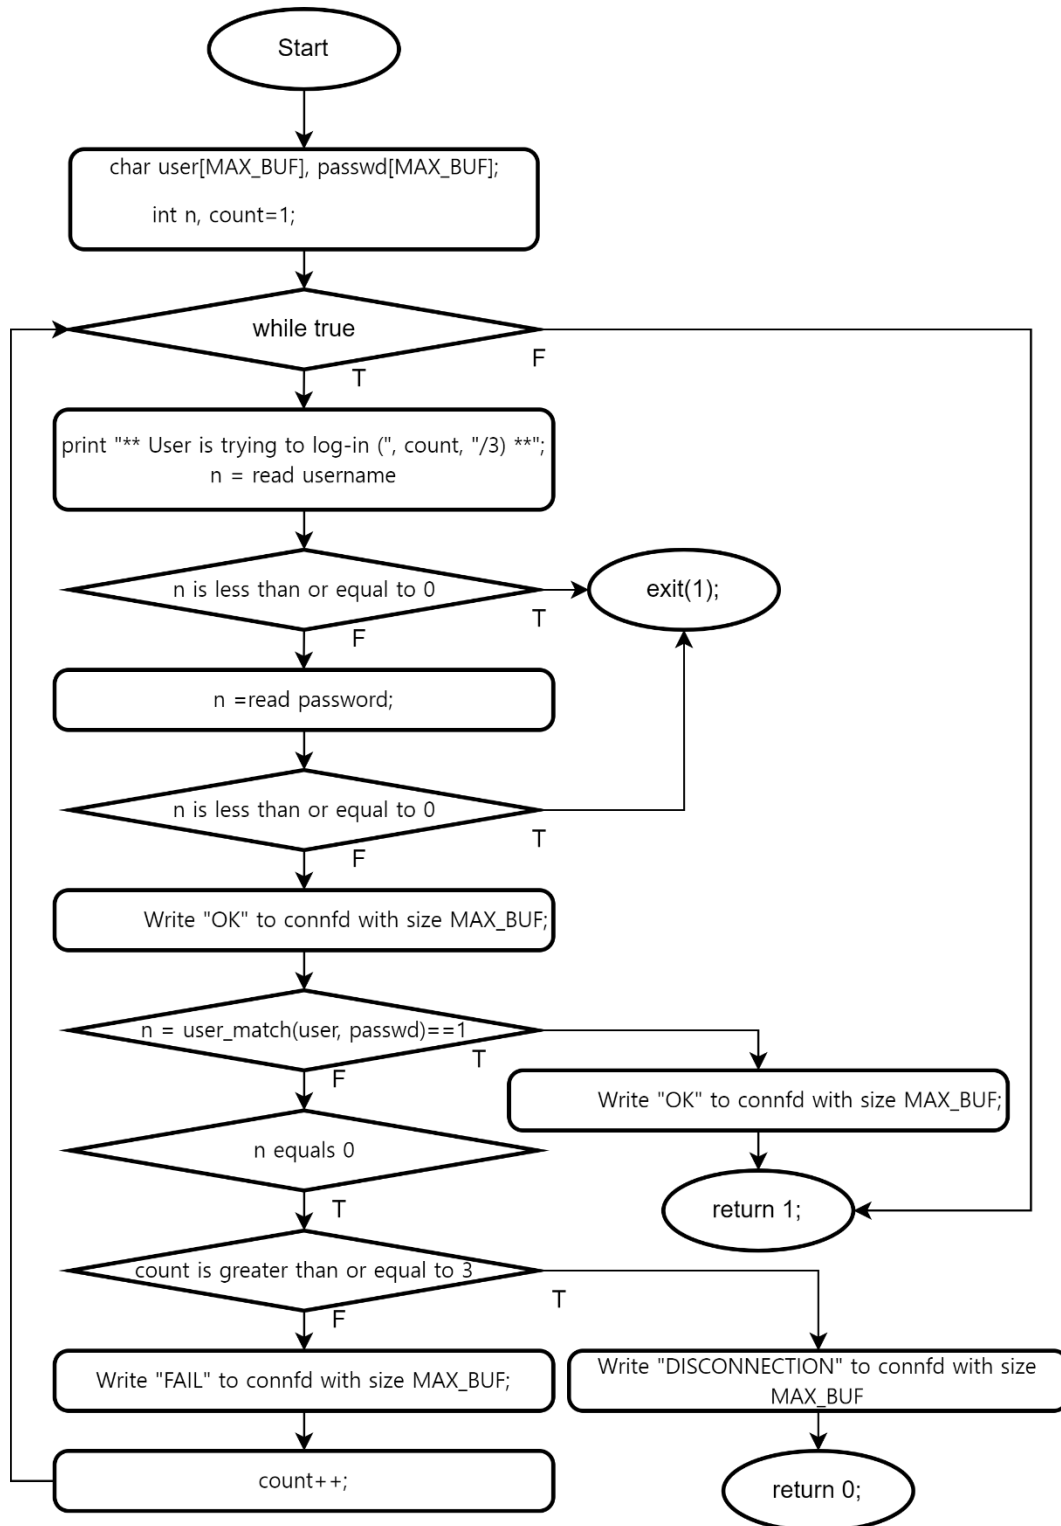 Start
char user[MAX_BUF], passwd[MAX_BUF];
int n, count=1;
while true
F
T
print "** User is trying to log-in (", count, "/3) **";
n = read username
n is less than or equal to 0
exit(1);
T
F
n =read password;
n is less than or equal to 0
T
F
Write "OK" to connfd with size MAX_BUF;
n = user_match(user, passwd)==1
T
F
Write "OK" to connfd with size MAX_BUF;
n equals 0
T
return 1;
count is greater than or equal to 3
T
F
Write "FAIL" to connfd with size MAX_BUF;
Write "DISCONNECTION" to connfd with size
MAX_BUF
count++;
return 0;